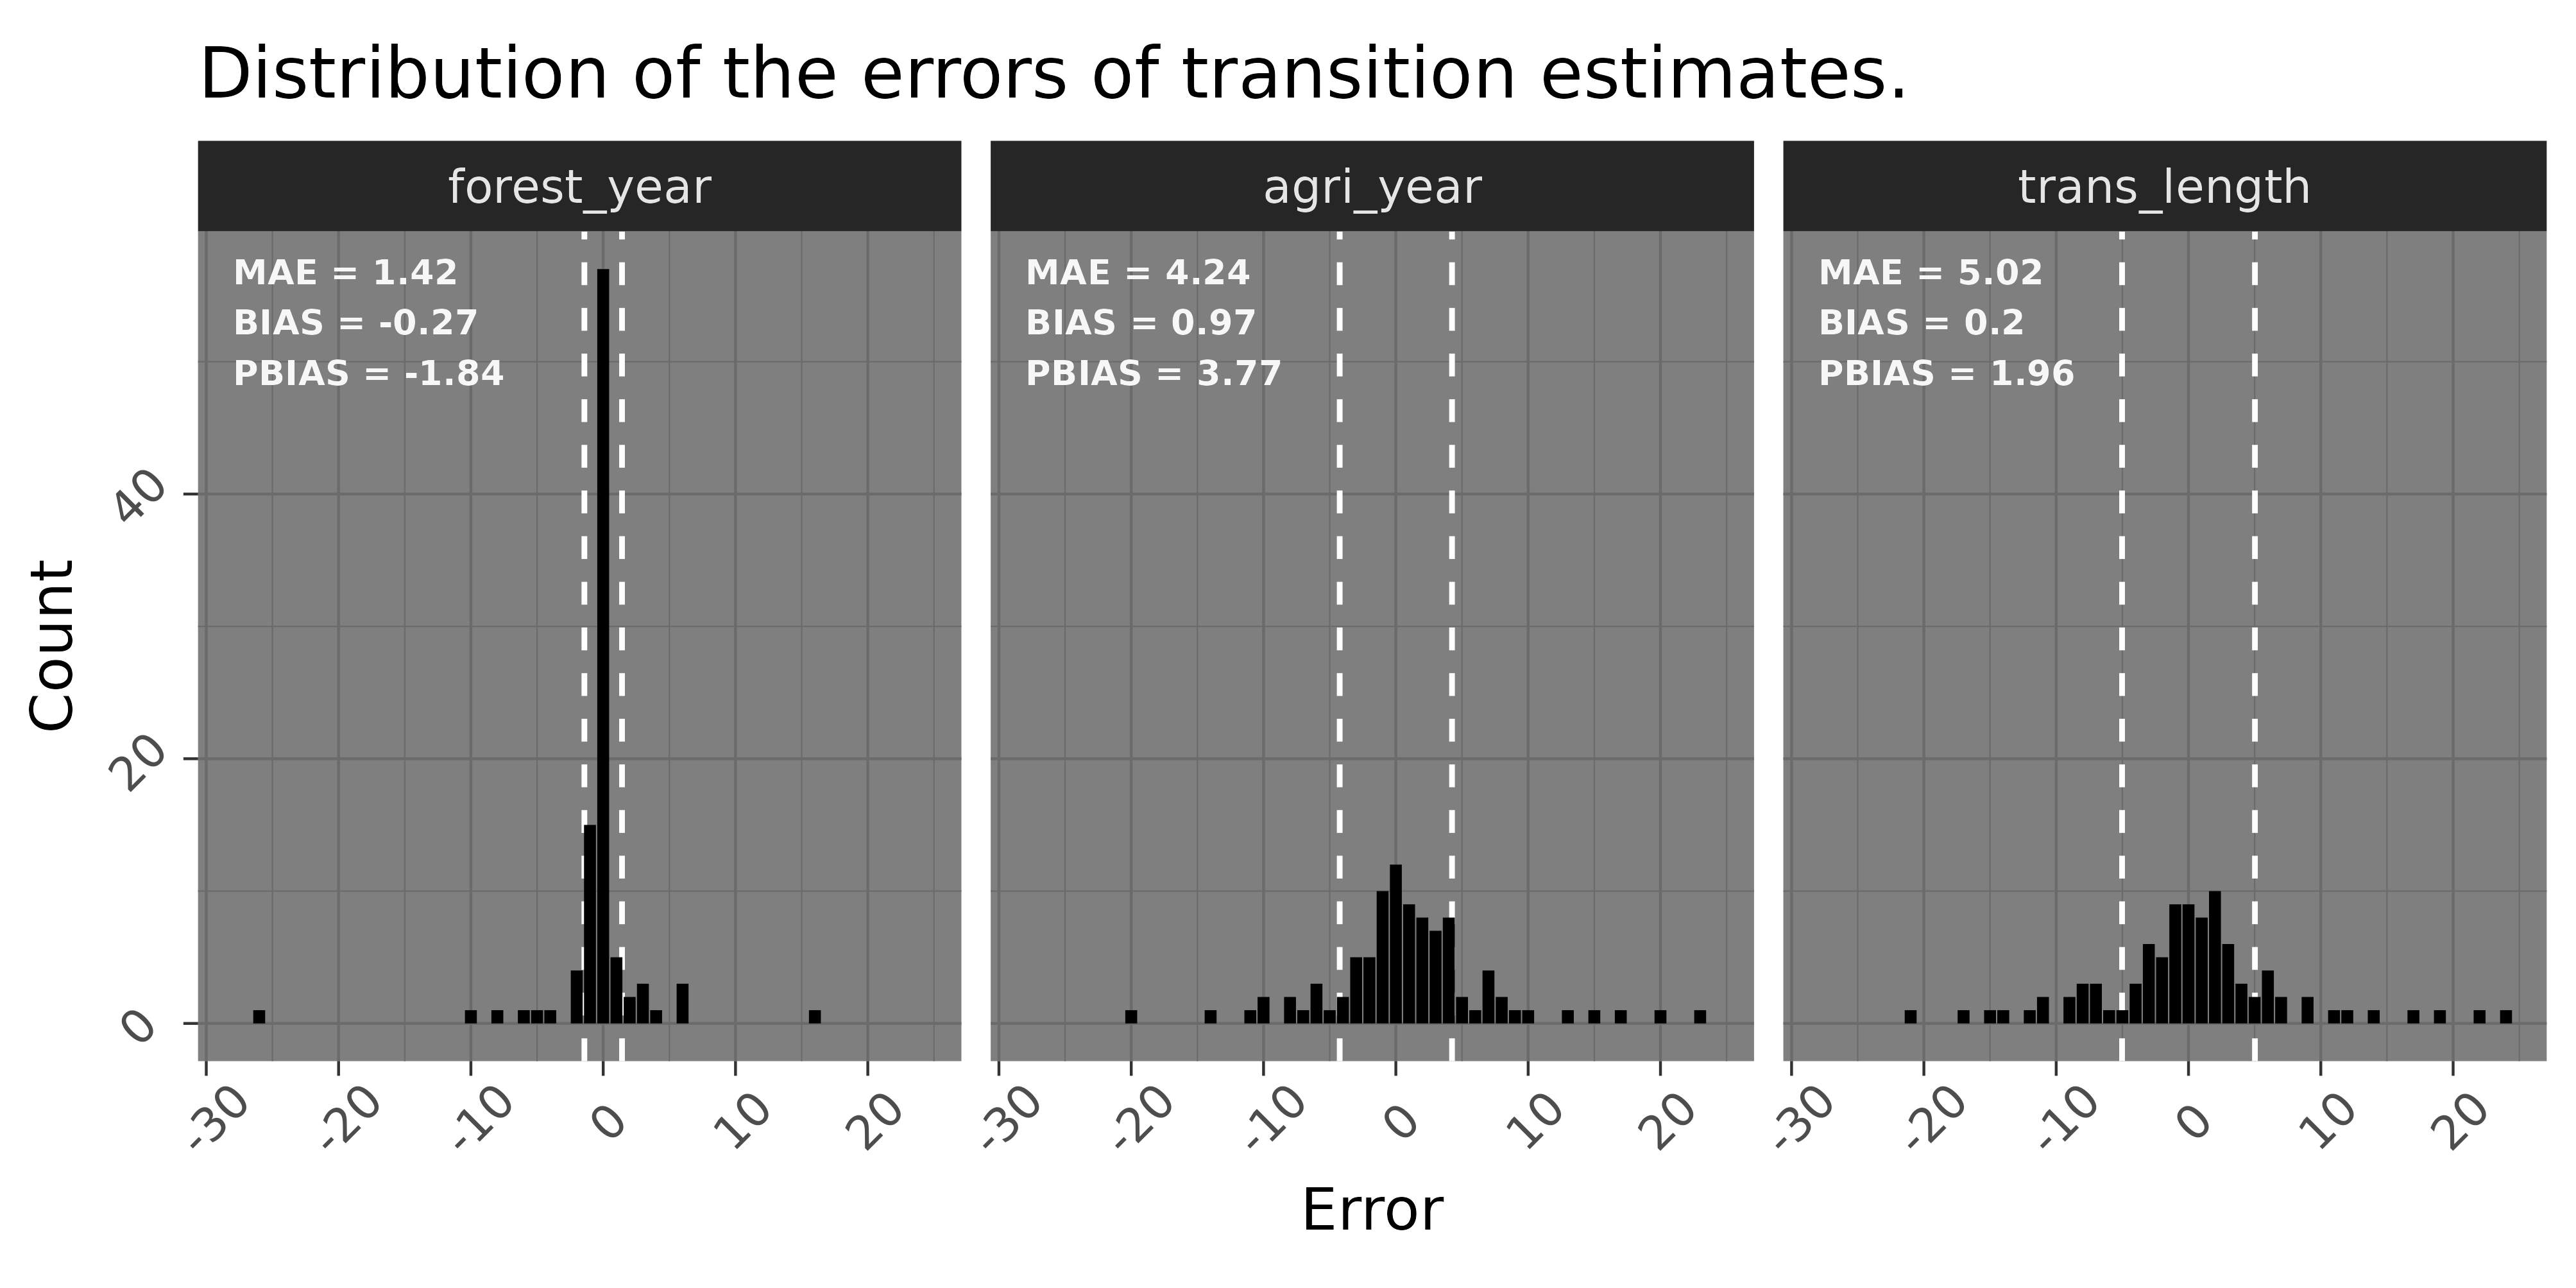 Distribution of the errors of transition estimates.
forest_year
agri_year
trans_length
MAE = 1.42
BIAS = -0.27
PBIAS = -1.84
MAE = 4.24
BIAS = 0.97
PBIAS = 3.77
MAE = 5.02
BIAS = 0.2
PBIAS = 1.96
Count
40
20
0
-30 -20 -10 0 10 20
-30 -20 -10 0 10 20
-30 -20 -10 0 10 20
Error